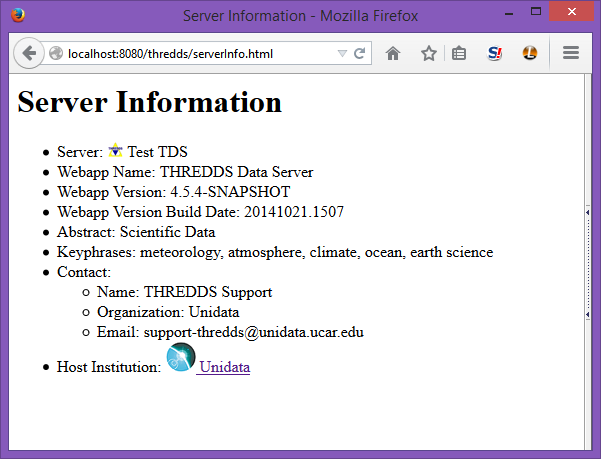 Server Information - Mozilla Firefox
localhost:8080/thredds/serverInfo.html
Server Information
Server: Test TDS
Webapp Name: THREDDS Data Server
Webapp Version: 4.5.4-SNAPSHOT
Webapp Version Build Date: 20141021.1507
Abstract: Scientific Data
Keyphrases: meteorology, atmosphere, climate, ocean, earth science
Contact:
Name: THREDDS Support
Organization: Unidata
Email: support-thredds@unidata.ucar.edu
Host Institution: Unidata